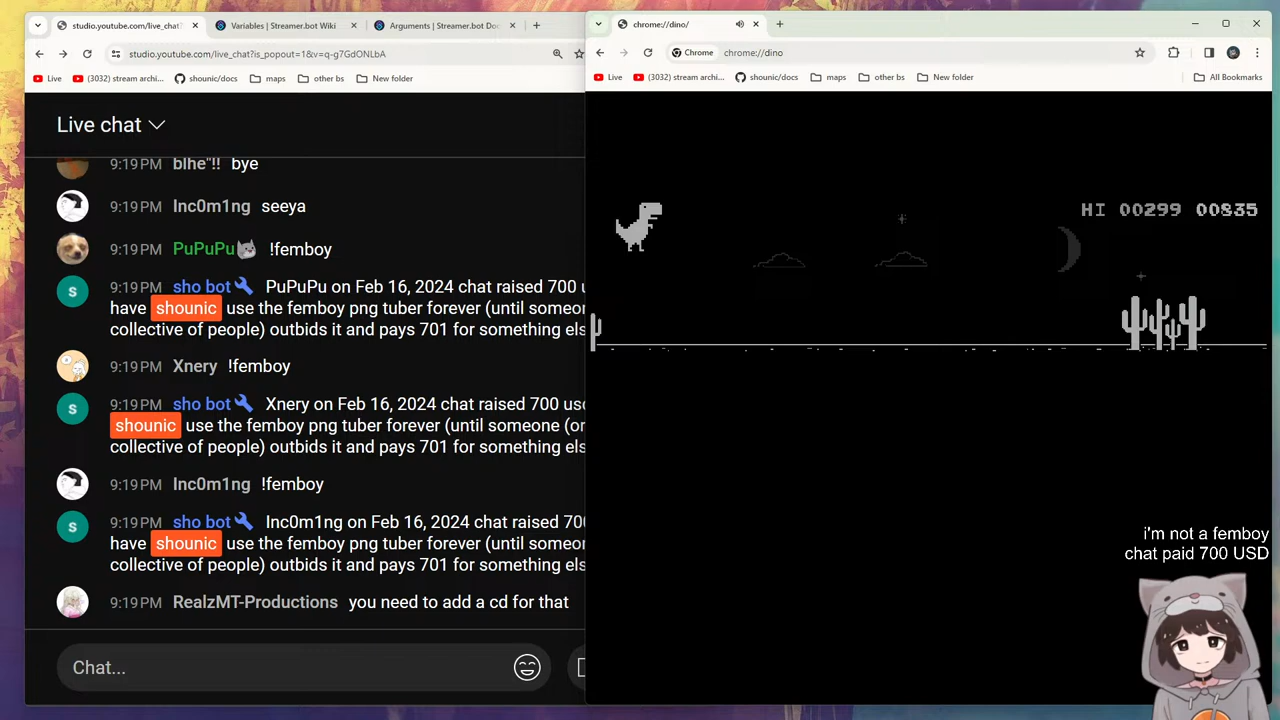 studio.youtube.com/live_chat?
Variables | Streamer.bot Wiki
Arguments | Streamer.bot Doc
studio.youtube.com/live_chat?is_popout=1&v=q-g7GdONLbA
Live
(3032) stream archi...
shounic/docs
maps
other bs
New folder
Live chat
9:19 PM blhe"!! bye
9:19 PM Inc0m1ng seeya
9:19 PM PuPuPu !femboy
S
9:19 PM sho bot PuPuPu on Feb 16, 2024 chat raised 700 u
have shounic use the femboy png tuber forever (until someon
collective of people) outbids it and pays 701 for something els
9:19 PM Xnery !femboy
S
9:19 PM sho bot Xnery on Feb 16, 2024 chat raised 700 usd
shounic use the femboy png tuber forever (until someone (or
collective of people) outbids it and pays 701 for something els
9:19 PM Inc0m1ng !femboy
S
9:19 PM sho bot Inc0m1ng on Feb 16, 2024 chat raised 700
have shounic use the femboy png tuber forever (until someon
collective of people) outbids it and pays 701 for something els
9:19 PM RealzMT-Productions you need to add a cd for that
Chat...
chrome://dino/
Chrome chrome://dino
Live
(3032) stream archi...
shounic/docs
maps
other bs
New folder
All Bookmarks
HI 00299 00835
i'm not a femboy
chat paid 700 USD